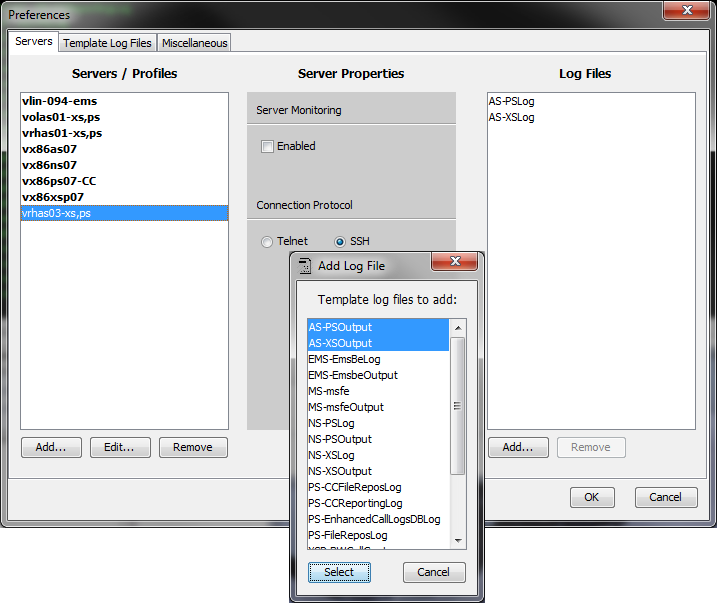 Preferences
Servers
Template Log Files
Miscellaneous
Servers / Profiles
Server Properties
Log Files
vlin-094-ems
volas01-xs,ps
vrhas01-xs,ps
vx86as07
vx86ns07
vx86ps07-CC
vx86xsp07
vrhas03-xs,ps
Server Monitoring
Enabled
Connection Protocol
Telnet
SSH
AS-PSLog
AS-XSLog
Add Log File
Template log files to add:
AS-PSOutput
AS-XSOutput
EMS-EmsBeLog
EMS-EmsbeOutput
MS-msfe
MS-msfeOutput
NS-PSLog
NS-PSOutput
NS-XSLog
NS-XSOutput
PS-CCFileReposLog
PS-CCReportingLog
PS-EnhancedCallLogsDBLog
PS-FileReposLog
Select
Cancel
Add...
Edit...
Remove
Add...
Remove
OK
Cancel